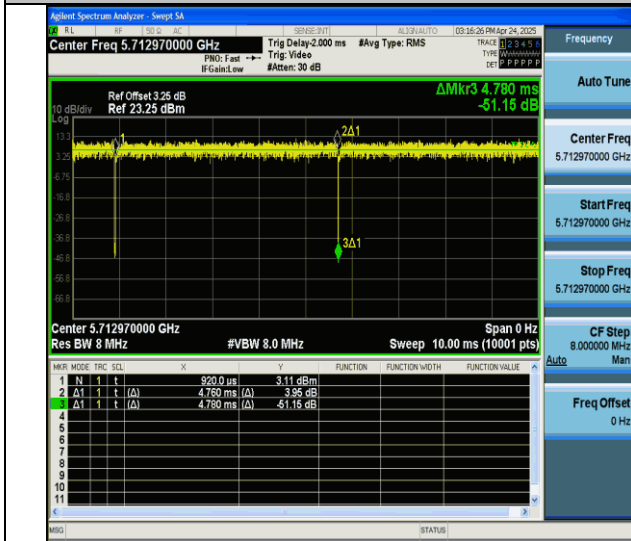 Agilent Spectrum Analyzer - Swept SA
RL RF 50 Ω AC SENSE:INT ALIGNAUTO 03:16:26 PM Apr 24, 2025
Center Freq 5.712970000 GHz
PNO: Fast
IFGain:Low
Trig Delay-2.000 ms
Trig: Video
#Atten: 30 dB
#Avg Type: RMS
TRACE 1 2 3 4 5 6
TYPE
DET P P P P P P
Ref Offset 3.25 dB
Ref 23.25 dBm
10 dB/div
Log
ΔMkr3 4.780 ms
-51.15 dB
13.3
3.25
-6.75
-16.8
-26.8
-36.8
-46.8
-56.8
-66.8
1
2Δ1
3Δ1
Center 5.712970000 GHz Span 0 Hz
Res BW 8 MHz #VBW 8.0 MHz Sweep 10.00 ms (10001 pts)
MKR MODE TRC SCL X Y FUNCTION FUNCTION WIDTH FUNCTION VALUE
1 N 1 t 920.0 µs 3.11 dBm
2 Δ1 1 t (Δ) 4.760 ms (Δ) 3.95 dB
3 Δ1 1 t (Δ) 4.780 ms (Δ) -51.15 dB
4
5
6
7
8
9
10
11
MSG STATUS
Frequency
Auto Tune
Center Freq
5.712970000 GHz
Start Freq
5.712970000 GHz
Stop Freq
5.712970000 GHz
CF Step
8.000000 MHz
Auto Man
Freq Offset
0 Hz